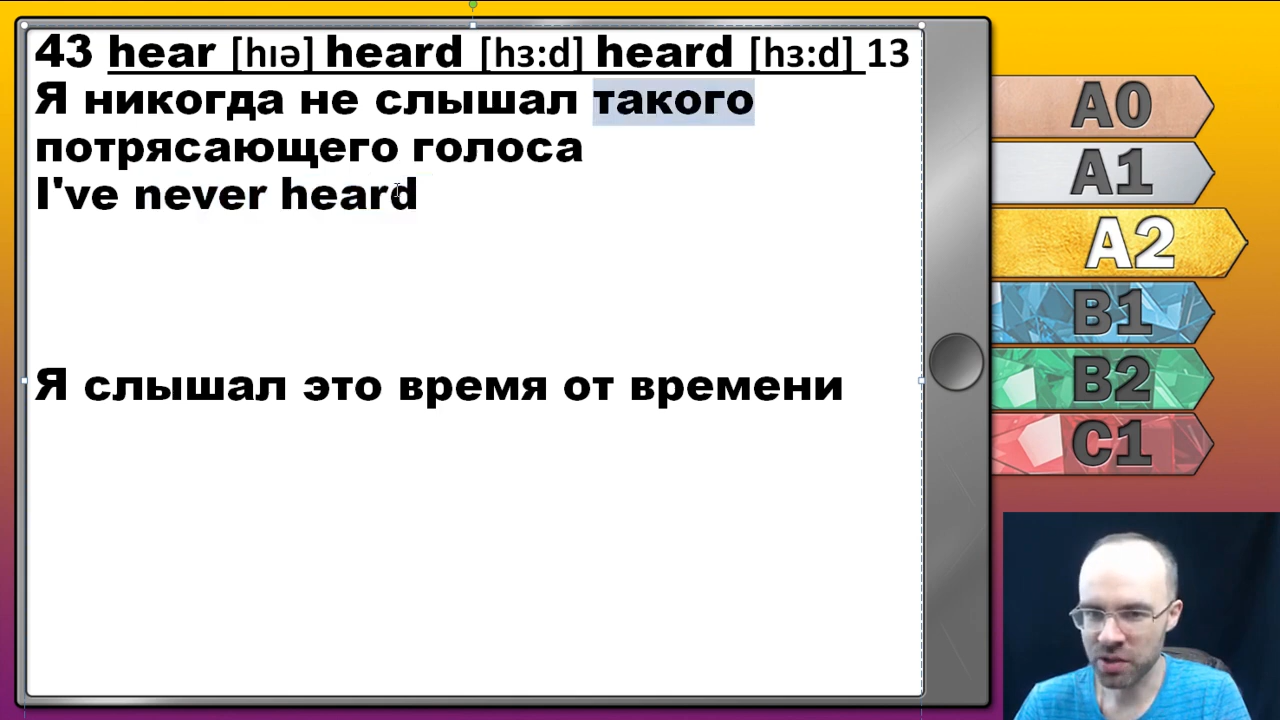 43 hear [hɪə] heard [hɜ:d] heard [hɜ:d] 13
Я никогда не слышал такого
потрясающего голоса
I've never heard
Я слышал это время от времени
A0
A1
A2
B1
B2
C1